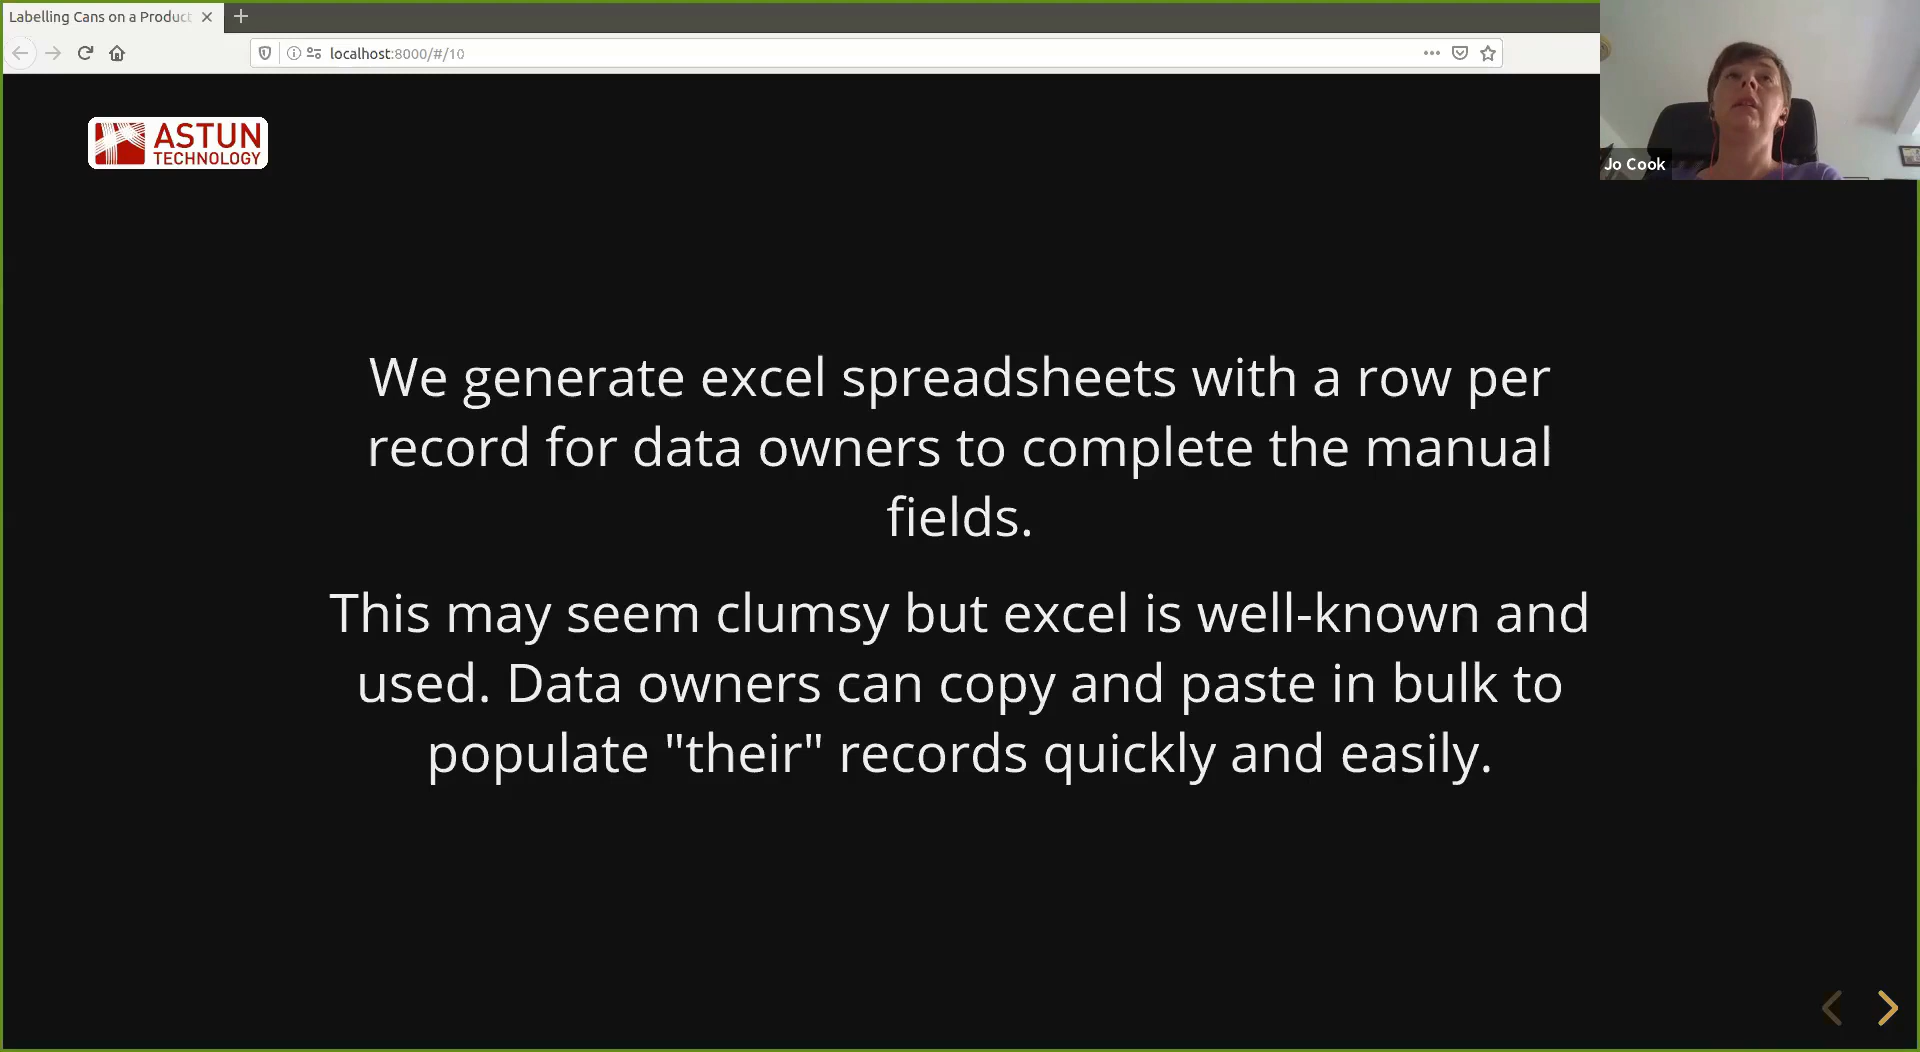 Labelling Cans on a Product
localhost:8000/#/10
ASTUN
TECHNOLOGY
Jo Cook
We generate excel spreadsheets with a row per
record for data owners to complete the manual
fields.
This may seem clumsy but excel is well-known and
used. Data owners can copy and paste in bulk to
populate "their" records quickly and easily.